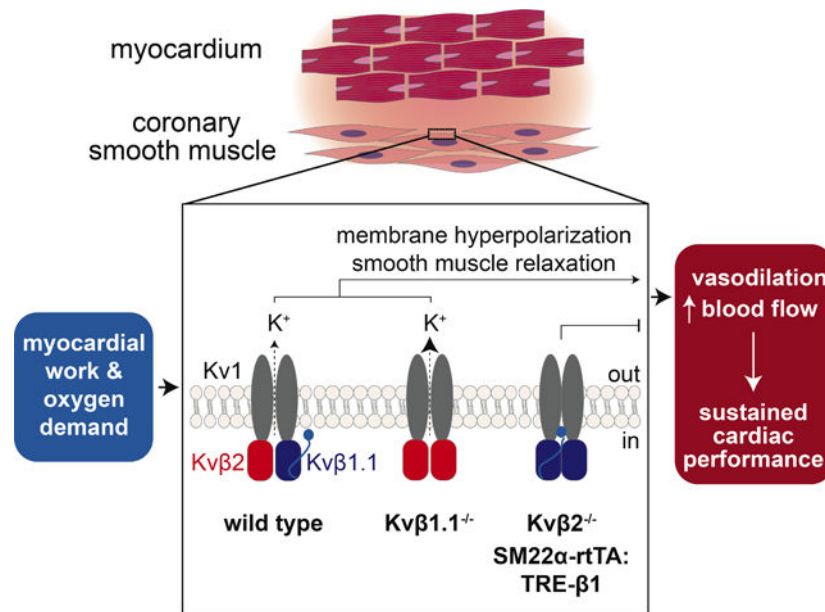 myocardium
coronary
smooth muscle
membrane hyperpolarization
smooth muscle relaxation
K⁺
K⁺
Kv1
out
in
Kvβ2
Kvβ1.1
wild type
Kvβ1.1⁻/⁻
Kvβ2⁻/⁻
SM22α-rtTA:
TRE-β1
myocardial
work &
oxygen
demand
vasodilation
↑ blood flow
sustained
cardiac
performance